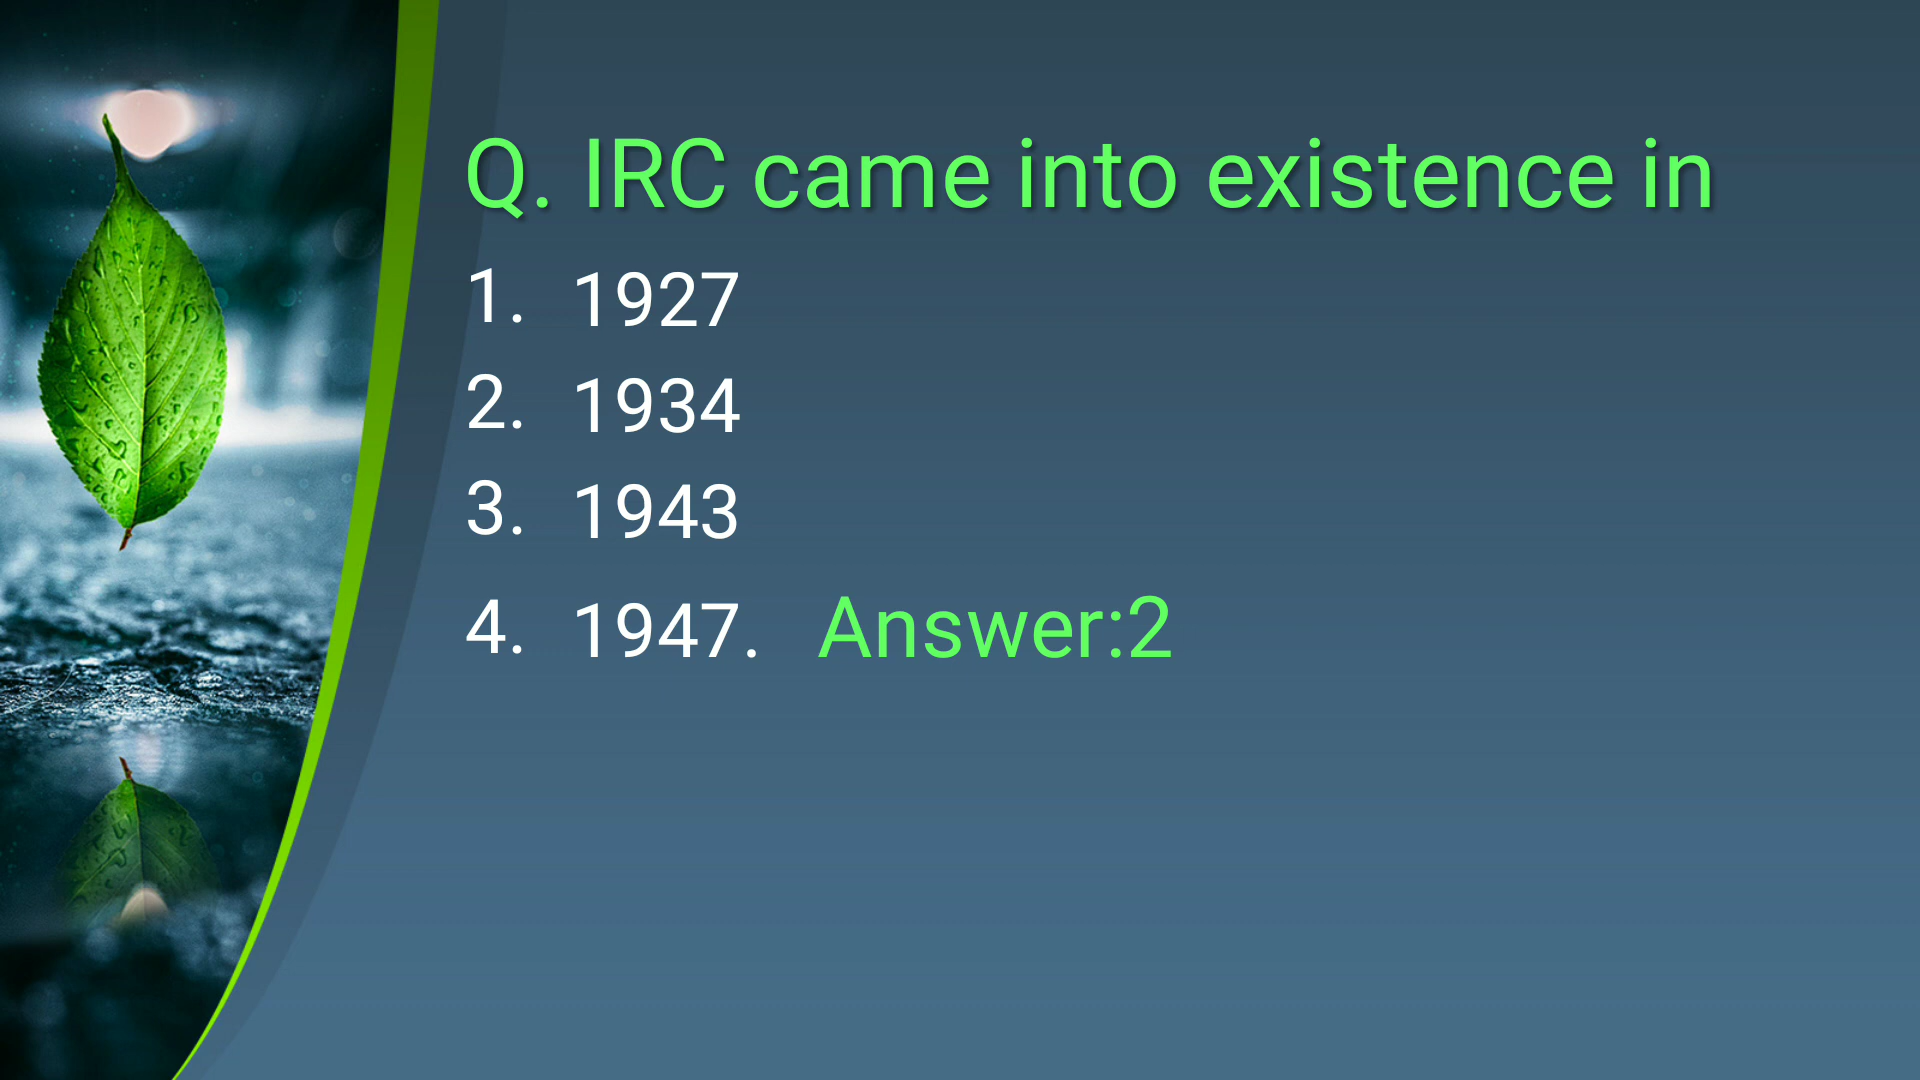 Q. IRC came into existence in
1. 1927
2. 1934
3. 1943
4. 1947. Answer:2